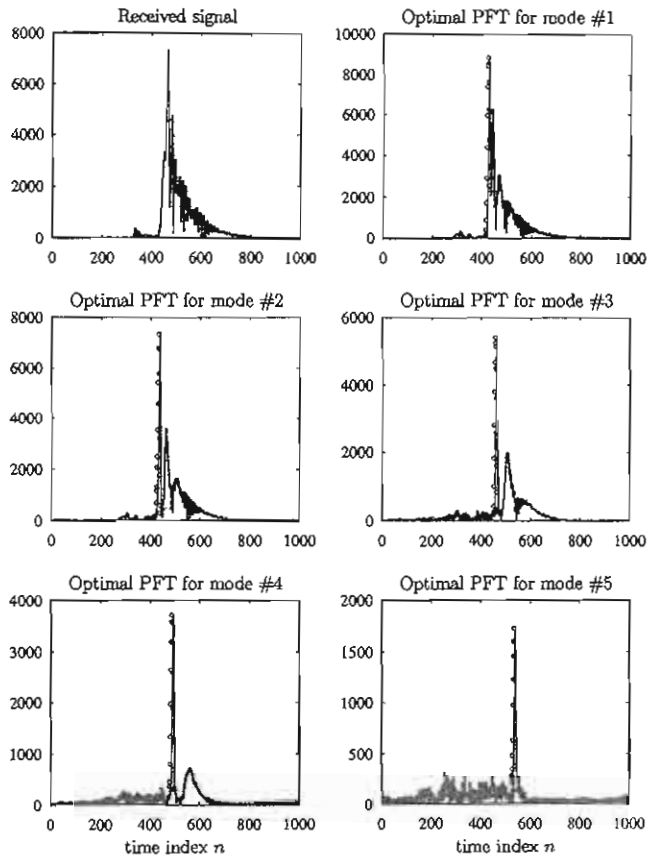 Received signal
8000
6000
4000
2000
0
0 200 400 600 800 1000
Optimal PFT for mode #1
10000
8000
6000
4000
2000
0
0 200 400 600 800 1000
Optimal PFT for mode #2
8000
6000
4000
2000
0
0 200 400 600 800 1000
Optimal PFT for mode #3
6000
4000
2000
0
0 200 400 600 800 1000
Optimal PFT for mode #4
4000
3000
2000
1000
0
0 200 400 600 800 1000
time index n
Optimal PFT for mode #5
2000
1500
1000
500
0
0 200 400 600 800 1000
time index n